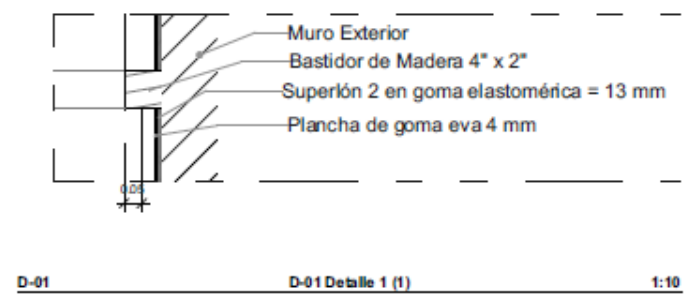 Muro Exterior
Bastidor de Madera 4" x 2"
Superlón 2 en goma elastomérica = 13 mm
Plancha de goma eva 4 mm
0.05
D-01 D-01 Detalle 1 (1) 1:10